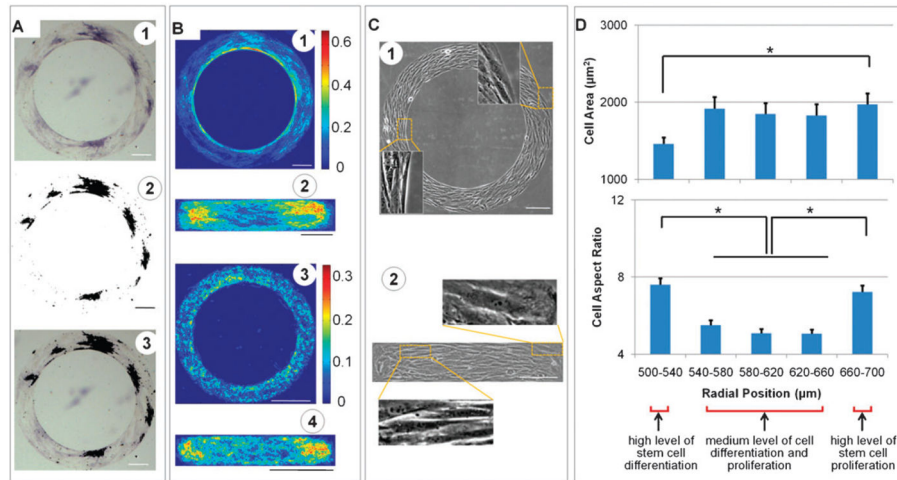 A
1
2
3
B
1
0.6
0.4
0.2
0
2
3
0.3
0.2
0.1
0
4
C
1
2
D
3000
2000
1000
Cell Area (µm²)
*
12
8
4
Cell Aspect Ratio
*
*
500-540 540-580 580-620 620-660 660-700
Radial Position (µm)
high level of
stem cell
differentiation
medium level of cell
differentiation and
proliferation
high level of
stem cell
proliferation